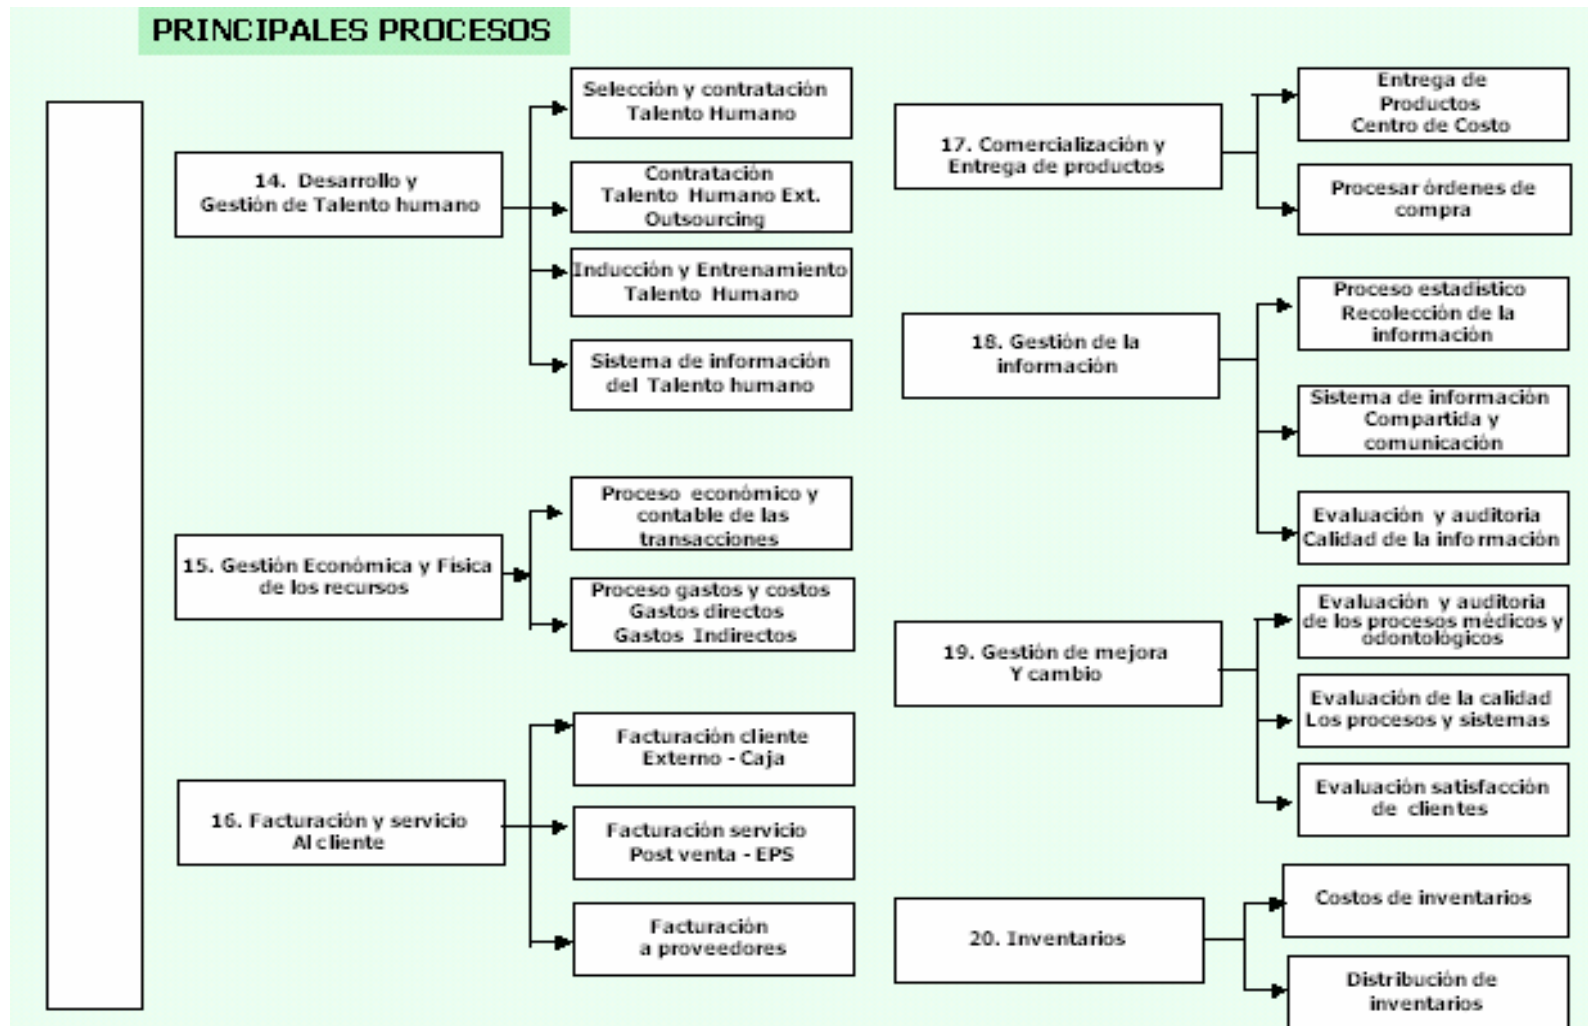 PRINCIPALES PROCESOS
14. Desarrollo y
Gestión de Talento humano
Selección y contratación
Talento Humano
Contratación
Talento Humano Ext.
Outsourcing
Inducción y Entrenamiento
Talento Humano
Sistema de información
del Talento humano
15. Gestión Económica y Física
de los recursos
Proceso económico y
contable de las
transacciones
Proceso gastos y costos
Gastos directos
Gastos Indirectos
16. Facturación y servicio
Al cliente
Facturación cliente
Externo - Caja
Facturación servicio
Post venta - EPS
Facturación
a proveedores
17. Comercialización y
Entrega de productos
Entrega de
Productos
Centro de Costo
Procesar órdenes de
compra
18. Gestión de la
información
Proceso estadístico
Recolección de la
información
Sistema de información
Compartida y
comunicación
Evaluación y auditoria
Calidad de la información
19. Gestión de mejora
Y cambio
Evaluación y auditoria
de los procesos médicos y
odontológicos
Evaluación de la calidad
Los procesos y sistemas
Evaluación satisfacción
de clientes
20. Inventarios
Costos de inventarios
Distribución de
inventarios